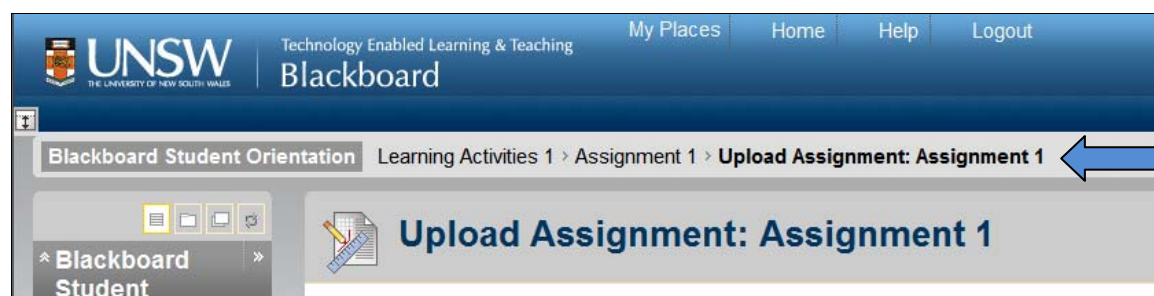 My Places Home Help Logout
UNSW
THE UNIVERSITY OF NEW SOUTH WALES
Technology Enabled Learning & Teaching
Blackboard
Blackboard Student Orientation Learning Activities 1 > Assignment 1 > Upload Assignment: Assignment 1
Upload Assignment: Assignment 1
Blackboard »
Student